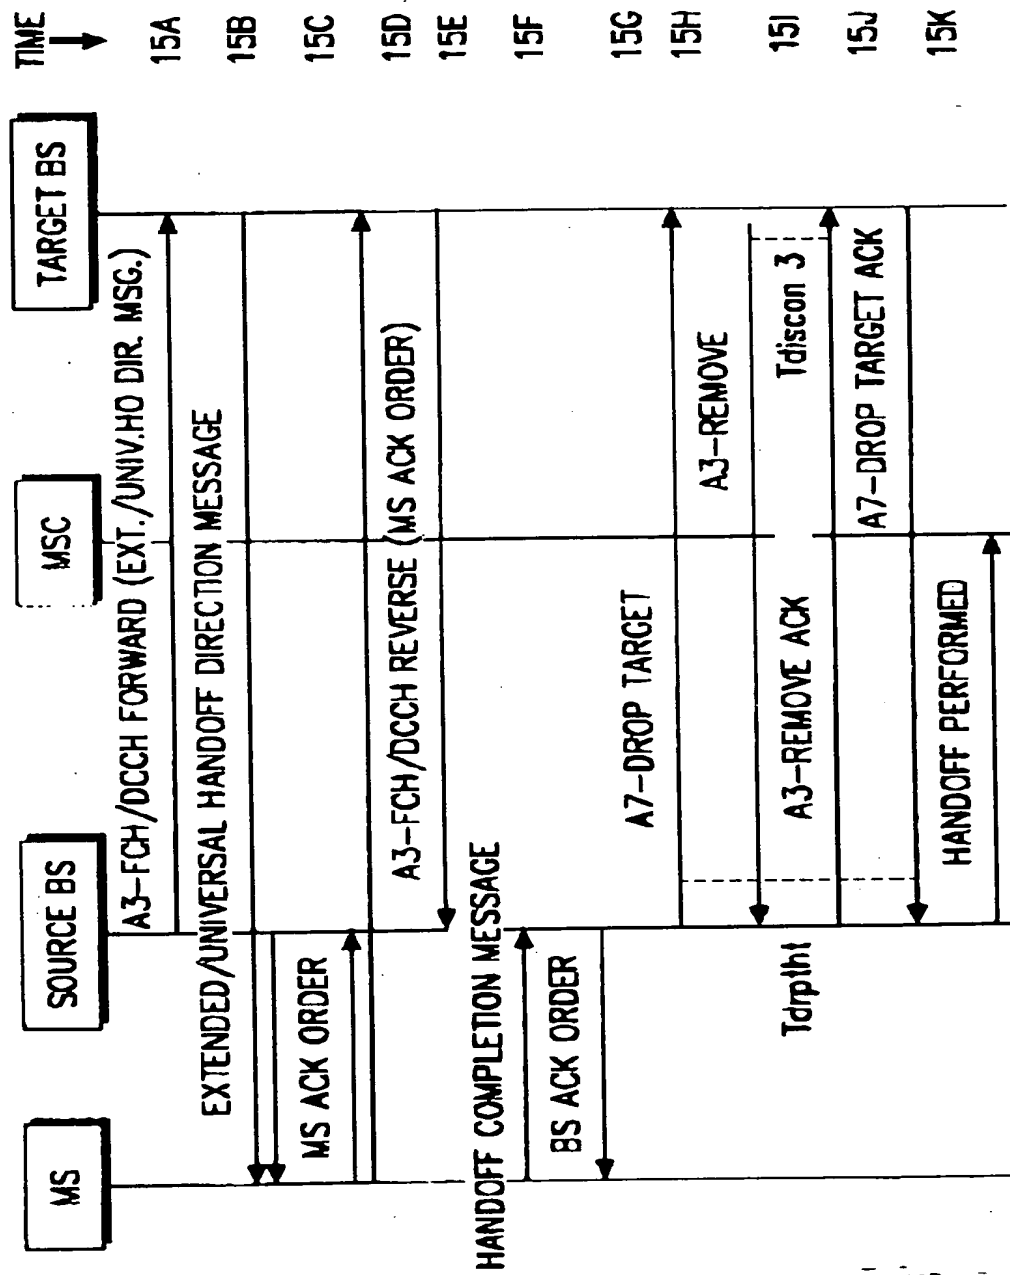 MS
SOURCE BS
MSC
TARGET BS
TIME
A3-FCH/DCCH FORWARD (EXT./UNIV.HO DIR. MSG.)
15A
EXTENDED/UNIVERSAL HANDOFF DIRECTION MESSAGE
15B
MS ACK ORDER
15C
15D
A3-FCH/DCCH REVERSE (MS ACK ORDER)
15E
HANDOFF COMPLETION MESSAGE
15F
BS ACK ORDER
15G
A7-DROP TARGET
15H
A3-REMOVE
15I
Tdrptht
A3-REMOVE ACK
Tdiscon 3
15J
A7-DROP TARGET ACK
15K
HANDOFF PERFORMED